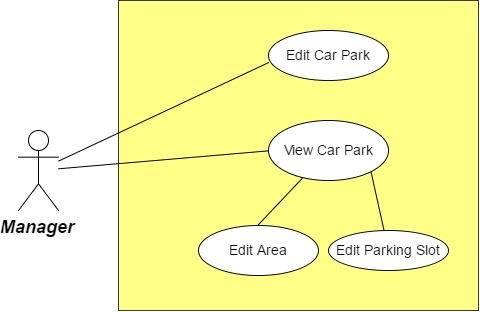 Edit Car Park
View Car Park
Manager
Edit Area
Edit Parking Slot